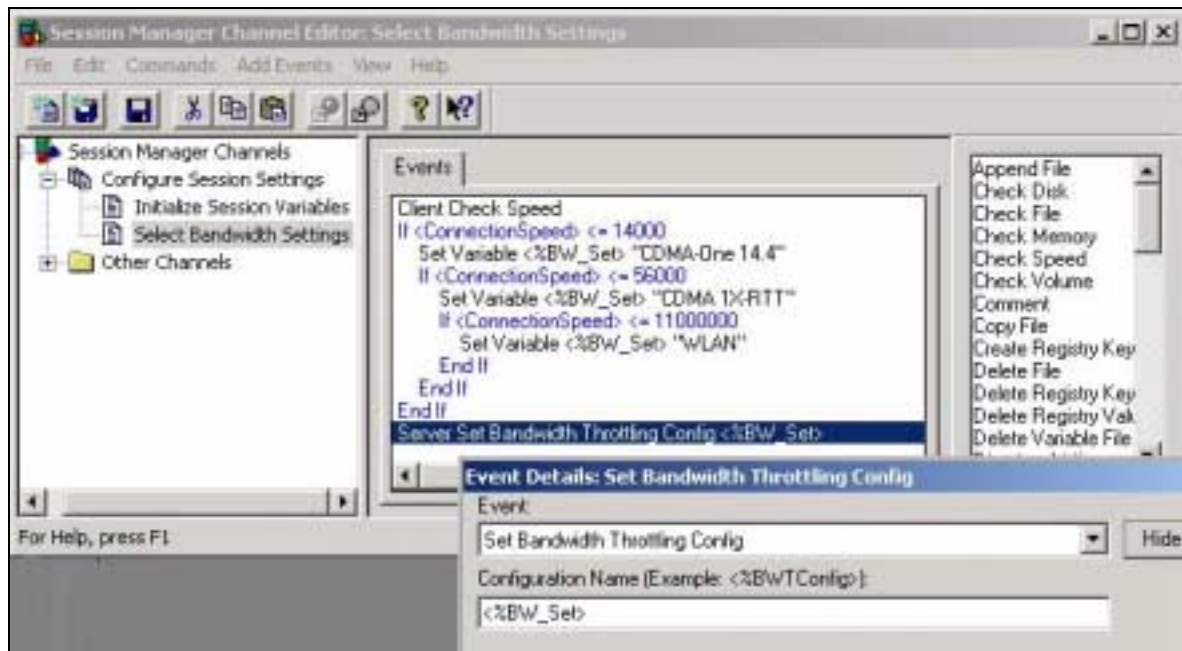 Session Manager Channel Editor: Select Bandwidth Settings
File Edit Commands Add Events View Help
Session Manager Channels
Configure Session Settings
Initialize Session Variables
Select Bandwidth Settings
Other Channels
Events
Client Check Speed
If <ConnectionSpeed> <= 14000
Set Variable <%BW_Set> "CDMA-One 14.4"
If <ConnectionSpeed> <= 56000
Set Variable <%BW_Set> "CDMA 1X-RTT"
If <ConnectionSpeed> <= 11000000
Set Variable <%BW_Set> "WLAN"
End If
End If
End If
Server Set Bandwidth Throttling Config <%BW_Set>
Append File
Check Disk
Check File
Check Memory
Check Speed
Check Volume
Comment
Copy File
Create Registry Key
Delete File
Delete Registry Key
Delete Registry Valu
Delete Variable File
For Help, press F1
Event Details: Set Bandwidth Throttling Config
Event:
Set Bandwidth Throttling Config
Hide
Configuration Name (Example: <%BWTConfig>):
<%BW_Set>